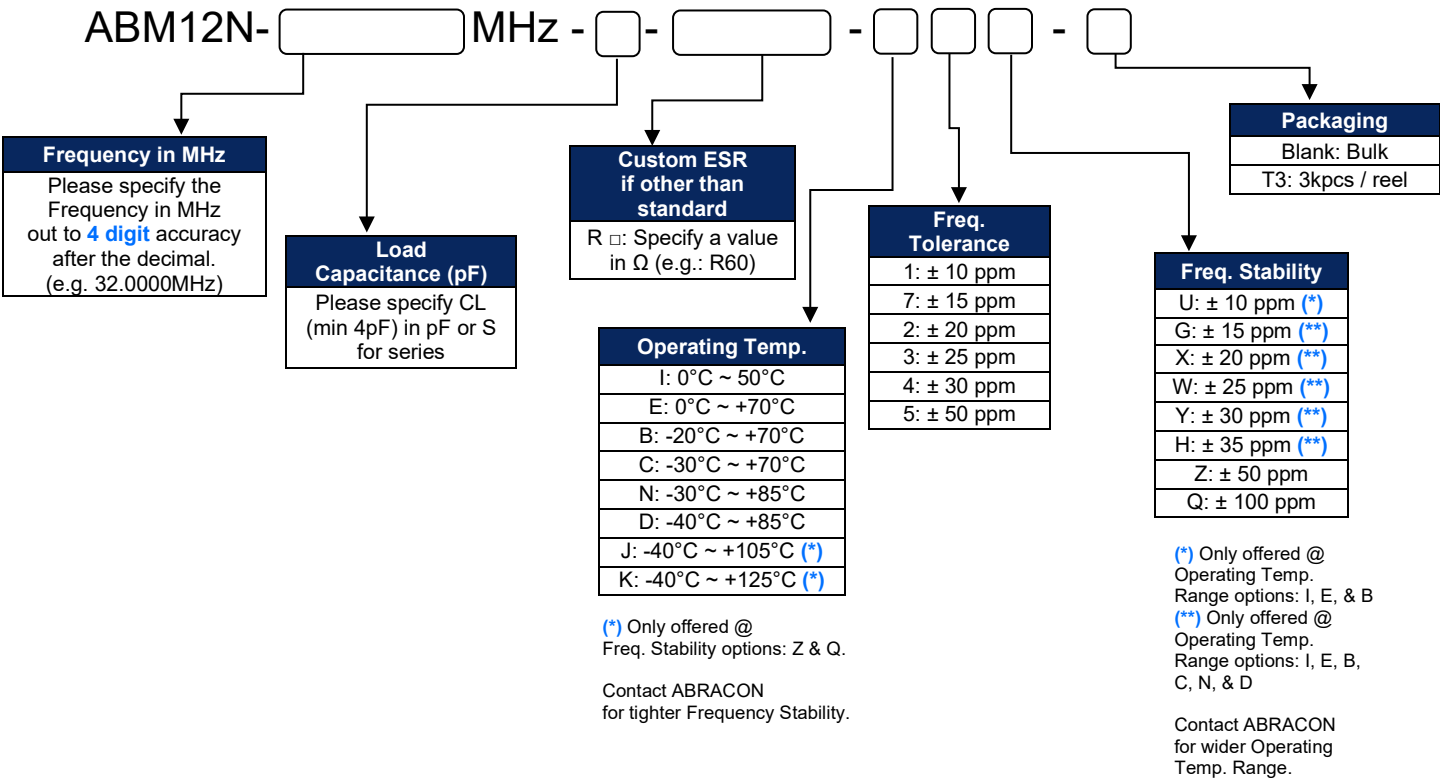 ABM12N- MHz - - - -
Frequency in MHz
Please specify the
Frequency in MHz
out to 4 digit accuracy
after the decimal.
(e.g. 32.0000MHz)
Load
Capacitance (pF)
Please specify CL
(min 4pF) in pF or S
for series
Custom ESR
if other than
standard
R □: Specify a value
in Ω (e.g.: R60)
Operating Temp.
I: 0°C ~ 50°C
E: 0°C ~ +70°C
B: -20°C ~ +70°C
C: -30°C ~ +70°C
N: -30°C ~ +85°C
D: -40°C ~ +85°C
J: -40°C ~ +105°C (*)
K: -40°C ~ +125°C (*)
(*) Only offered @
Freq. Stability options: Z & Q.
Contact ABRACON
for tighter Frequency Stability.
Freq.
Tolerance
1: ± 10 ppm
7: ± 15 ppm
2: ± 20 ppm
3: ± 25 ppm
4: ± 30 ppm
5: ± 50 ppm
Freq. Stability
U: ± 10 ppm (*)
G: ± 15 ppm (**)
X: ± 20 ppm (**)
W: ± 25 ppm (**)
Y: ± 30 ppm (**)
H: ± 35 ppm (**)
Z: ± 50 ppm
Q: ± 100 ppm
(*) Only offered @
Operating Temp.
Range options: I, E, & B
(**) Only offered @
Operating Temp.
Range options: I, E, B,
C, N, & D
Contact ABRACON
for wider Operating
Temp. Range.
Packaging
Blank: Bulk
T3: 3kpcs / reel